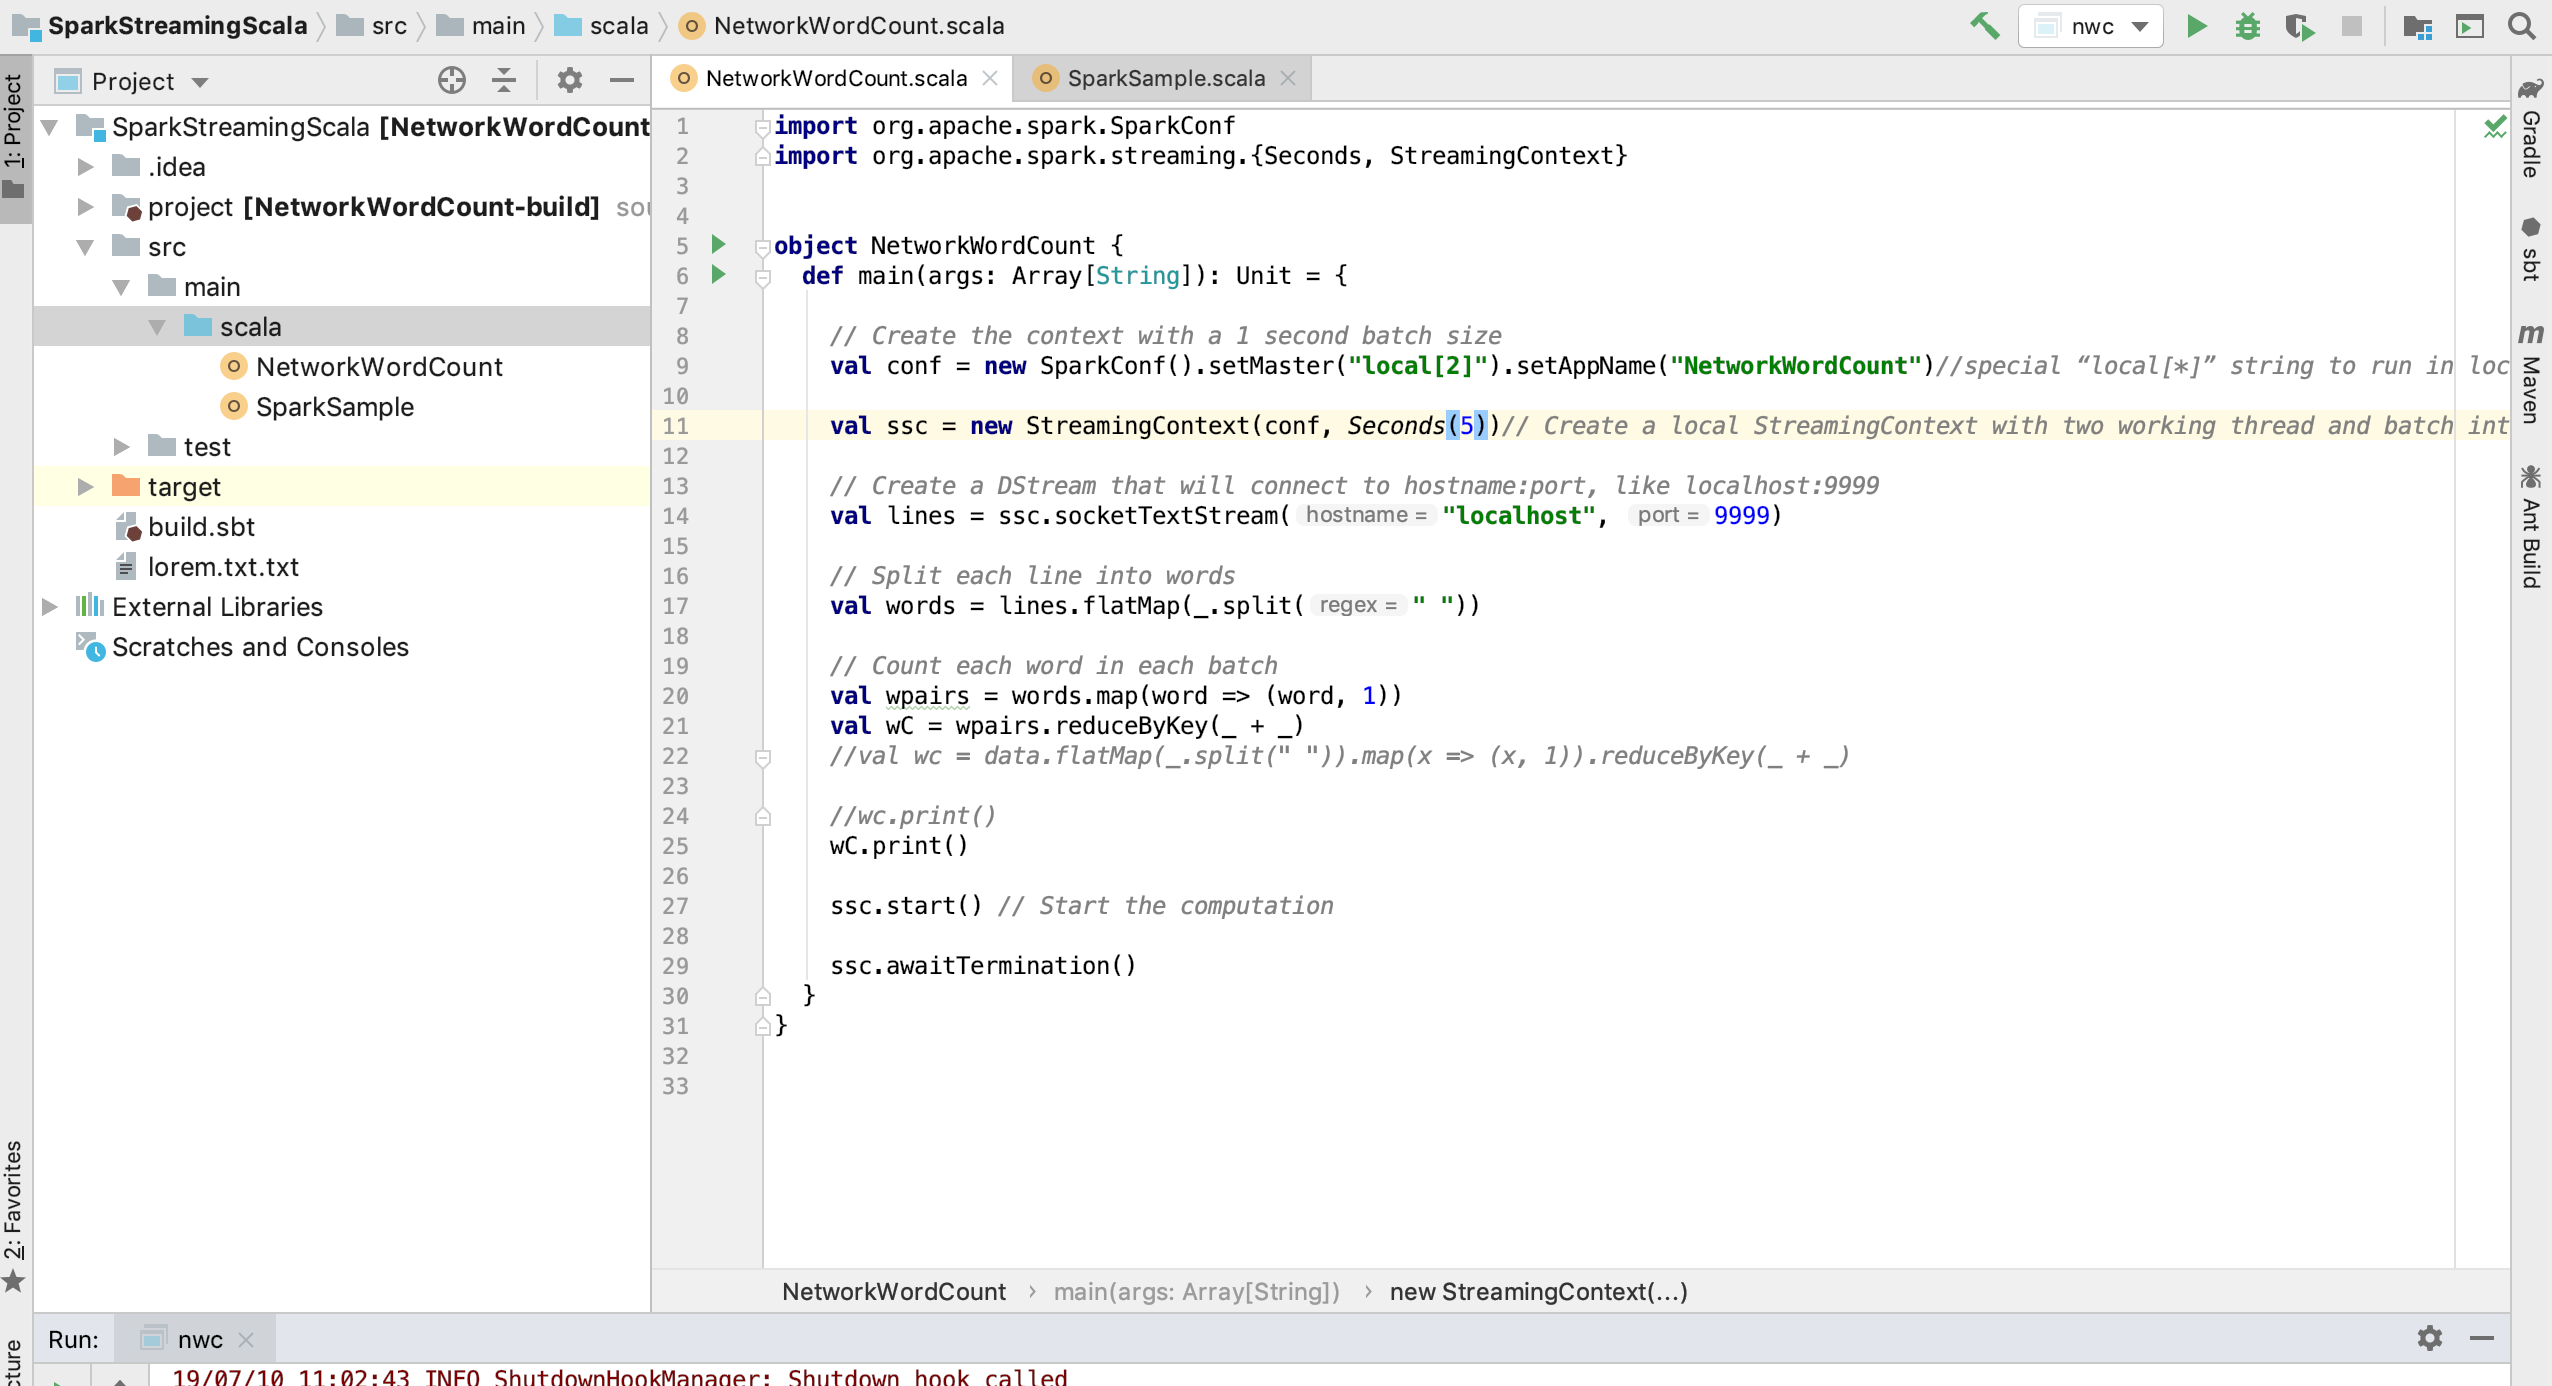 SparkStreamingScala src main scala NetworkWordCount.scala nwc
1: Project
Project
NetworkWordCount.scala SparkSample.scala
SparkStreamingScala [NetworkWordCount
.idea
project [NetworkWordCount-build]
src
main
scala
NetworkWordCount
SparkSample
test
target
build.sbt
lorem.txt.txt
External Libraries
Scratches and Consoles
2: Favorites
1 import org.apache.spark.SparkConf
2 import org.apache.spark.streaming.{Seconds, StreamingContext}
3
4
5 object NetworkWordCount {
6 def main(args: Array[String]): Unit = {
7
8 // Create the context with a 1 second batch size
9 val conf = new SparkConf().setMaster("local[2]").setAppName("NetworkWordCount")//special “local[*]” string to run in loc
10
11 val ssc = new StreamingContext(conf, Seconds(5))// Create a local StreamingContext with two working thread and batch int
12
13 // Create a DStream that will connect to hostname:port, like localhost:9999
14 val lines = ssc.socketTextStream( hostname = "localhost", port = 9999)
15
16 // Split each line into words
17 val words = lines.flatMap(_.split( regex = " "))
18
19 // Count each word in each batch
20 val wpairs = words.map(word => (word, 1))
21 val wC = wpairs.reduceByKey(_ + _)
22 //val wc = data.flatMap(_.split(" ")).map(x => (x, 1)).reduceByKey(_ + _)
23
24 //wc.print()
25 wC.print()
26
27 ssc.start() // Start the computation
28
29 ssc.awaitTermination()
30 }
31 }
32
33
NetworkWordCount › main(args: Array[String]) › new StreamingContext(...)
Gradle
sbt
m Maven
Ant Build
Run: nwc
19/07/10 11:02:43 INFO ShutdownHookManager: Shutdown hook called